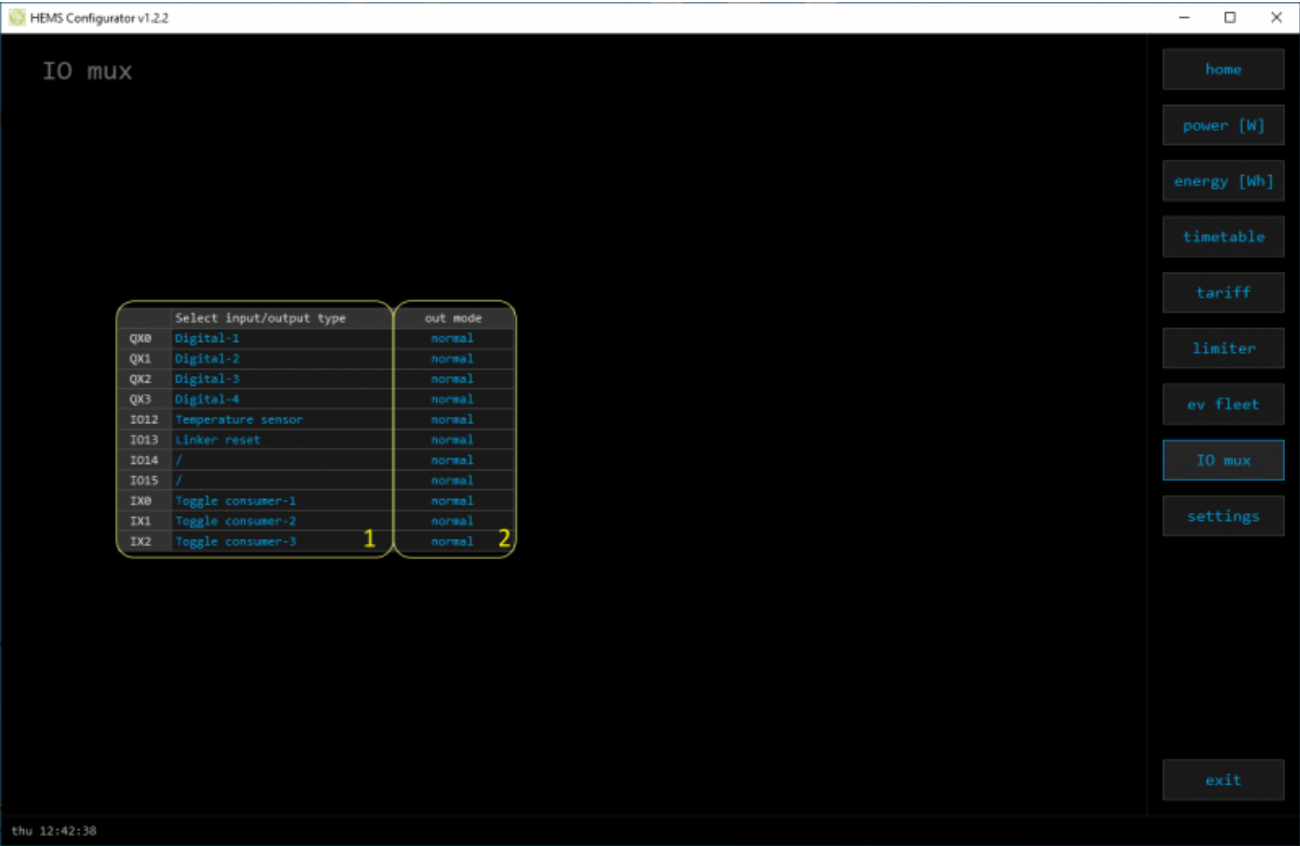 HEMS Configurator v1.2.2
IO mux
Select input/output type out mode
QX0 Digital-1 normal
QX1 Digital-2 normal
QX2 Digital-3 normal
QX3 Digital-4 normal
IO12 Temperature sensor normal
IO13 Linker reset normal
IO14 / normal
IO15 / normal
IX0 Toggle consumer-1 normal
IX1 Toggle consumer-2 normal
IX2 Toggle consumer-3 1 normal 2
home
power [W]
energy [Wh]
timetable
tariff
limiter
ev fleet
IO mux
settings
exit
thu 12:42:38